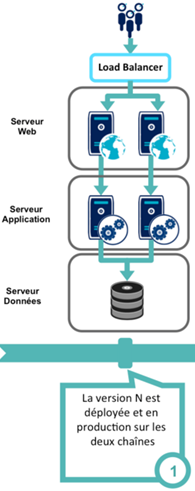 Load Balancer
Serveur
Web
Serveur
Application
Serveur
Données
La version N est
déployée et en
production sur les
deux chaînes
1